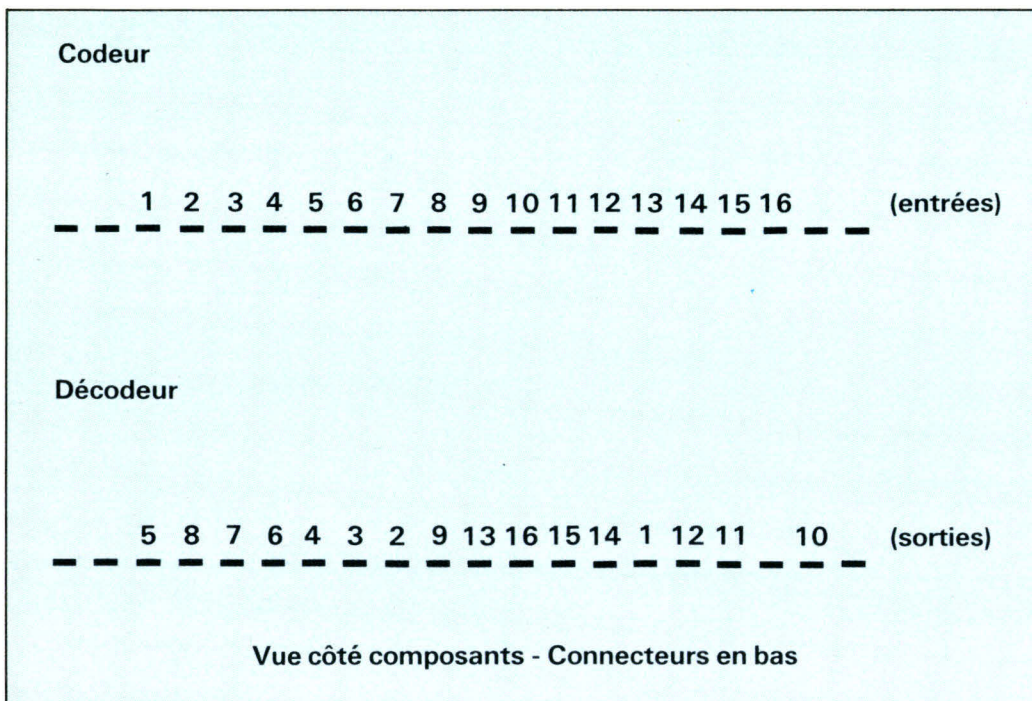 Codeur
1 2 3 4 5 6 7 8 9 10 11 12 13 14 15 16 (entrées)
Décodeur
5 8 7 6 4 3 2 9 13 16 15 14 1 12 11 10 (sorties)
Vue côté composants - Connecteurs en bas